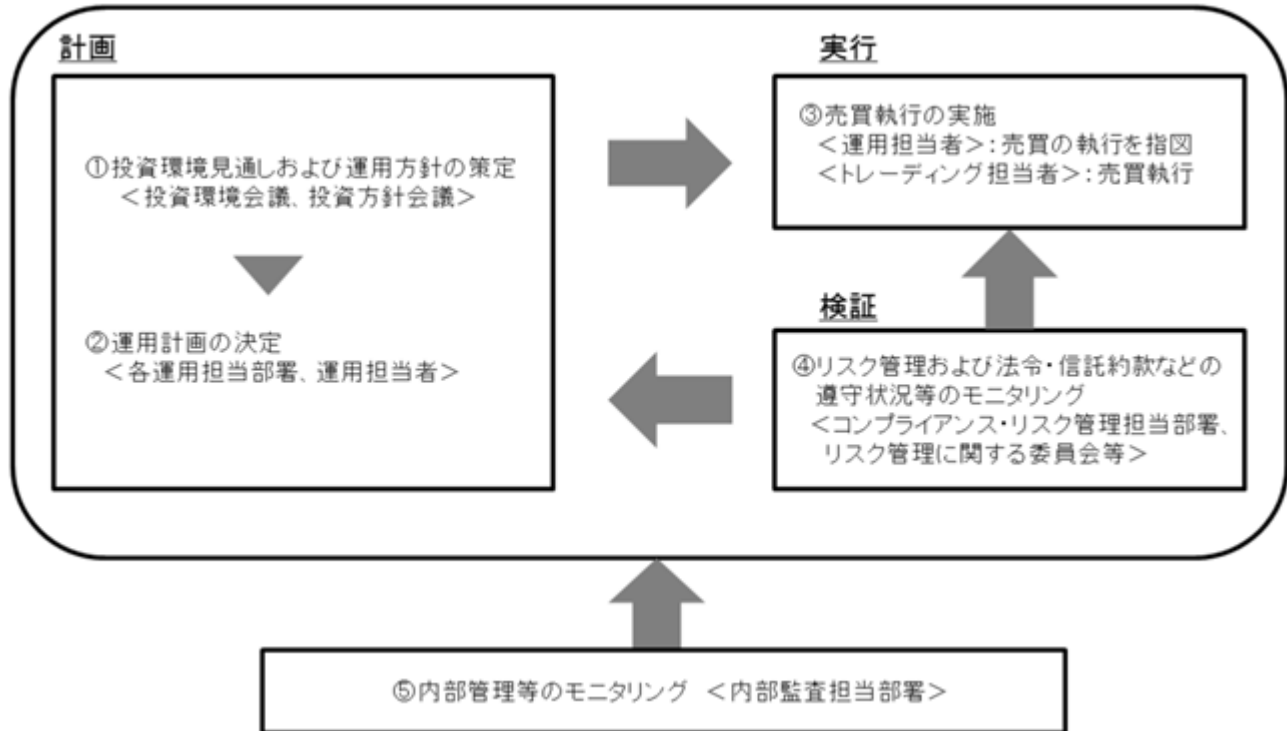 計画
①投資環境見通しおよび運用方針の策定
＜投資環境会議、投資方針会議＞
②運用計画の決定
＜各運用担当部署、運用担当者＞
実行
③売買執行の実施
＜運用担当者＞：売買の執行を指図
＜トレーディング担当者＞：売買執行
検証
④リスク管理および法令・信託約款などの
遵守状況等のモニタリング
＜コンプライアンス・リスク管理担当部署、
リスク管理に関する委員会等＞
⑤内部管理等のモニタリング ＜内部監査担当部署＞